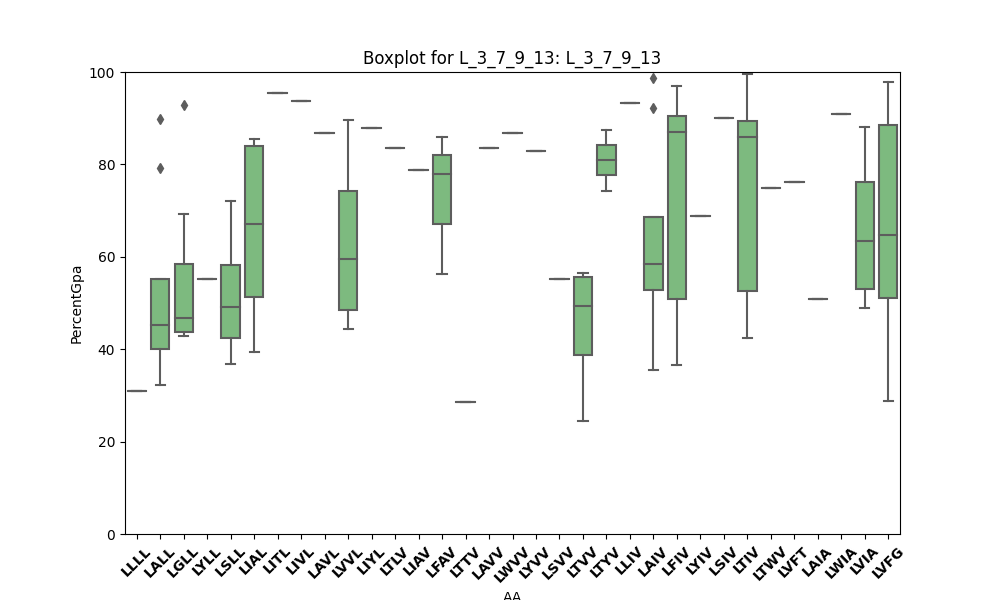 Boxplot for L_3_7_9_13: L_3_7_9_13
PercentGpa
100
80
60
40
20
0
LLLL LALL LGLL LYLL LSLL LIAL LITL LIVL LAVL LVVL LIYL LTLV LIAV LFAV LTTV LAVV LWVV LYVV LSVV LTVV LTYV LLIV LAIV LFIV LYIV LSIV LTIV LTWV LVFT LAIA LWIA LVIA LVFG
AA